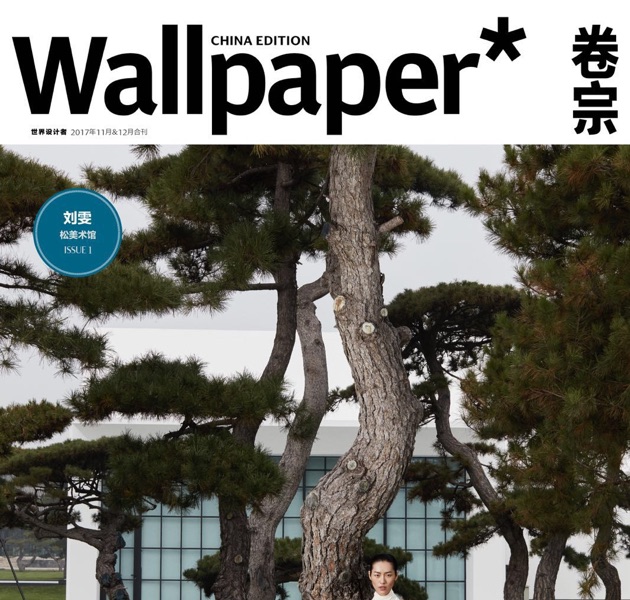 Wallpaper*
CHINA EDITION
卷宗
世界设计者 2017年11月&12月合刊
刘雯
松美术馆
ISSUE 1